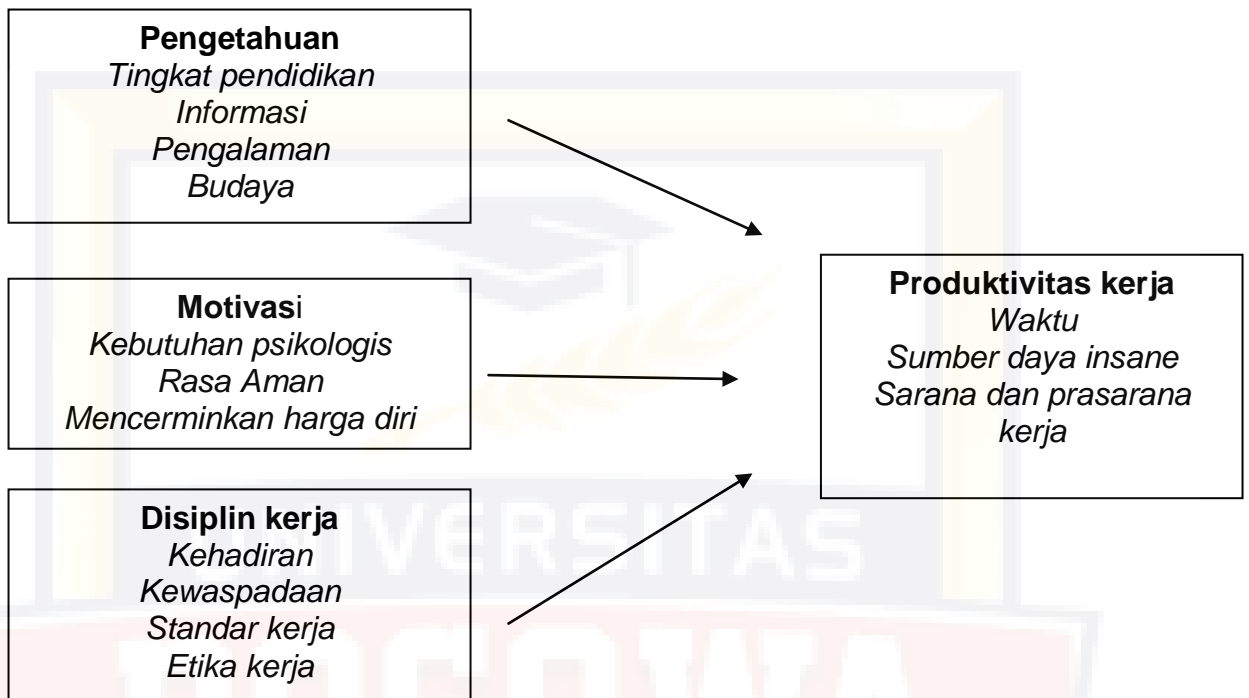 Pengetahuan
Tingkat pendidikan
Informasi
Pengalaman
Budaya
Motivasi
Kebutuhan psikologis
Rasa Aman
Mencerminkan harga diri
Disiplin kerja
Kehadiran
Kewaspadaan
Standar kerja
Etika kerja
Produktivitas kerja
Waktu
Sumber daya insane
Sarana dan prasarana
kerja
UNIVERSITAS